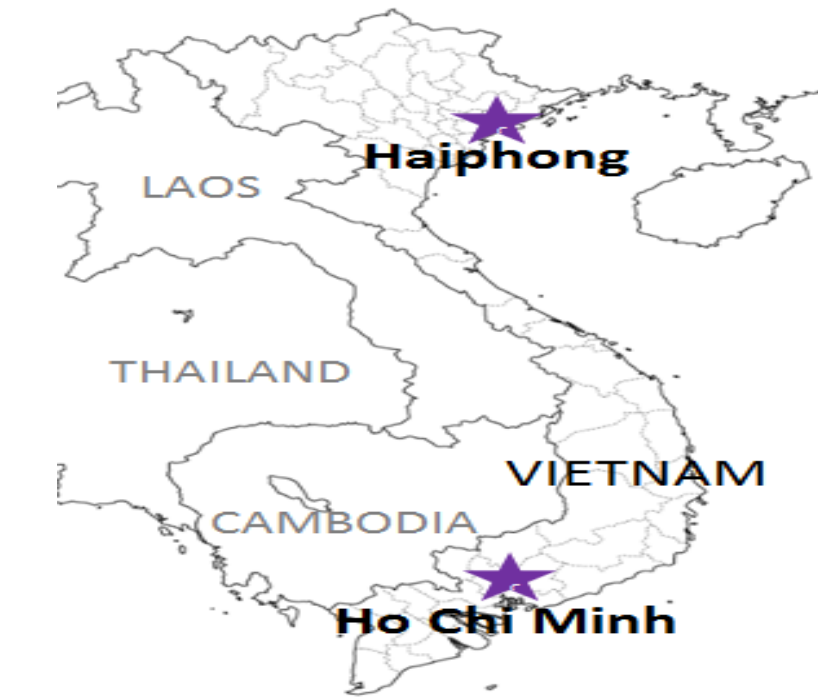 Haiphong
LAOS
THAILAND
VIETNAM
CAMBODIA
Ho Chi Minh